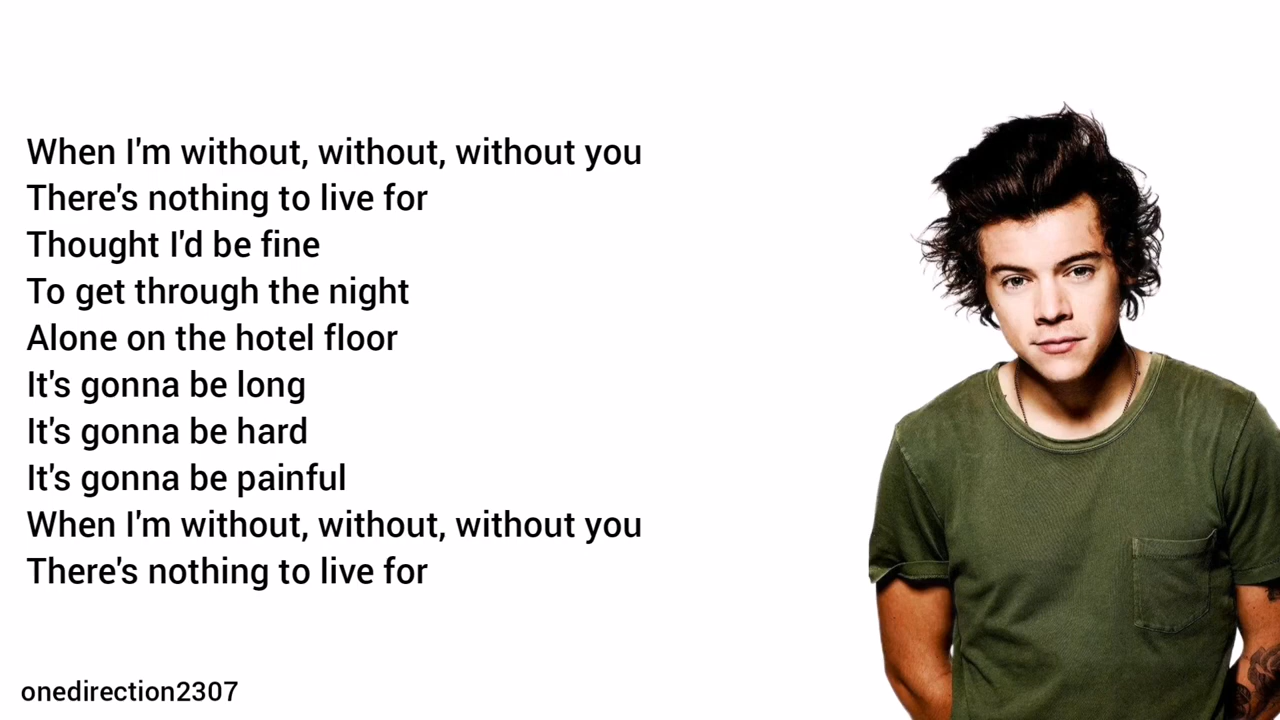 When I'm without, without, without you
There's nothing to live for
Thought I'd be fine
To get through the night
Alone on the hotel floor
It's gonna be long
It's gonna be hard
It's gonna be painful
When I'm without, without, without you
There's nothing to live for
onedirection2307